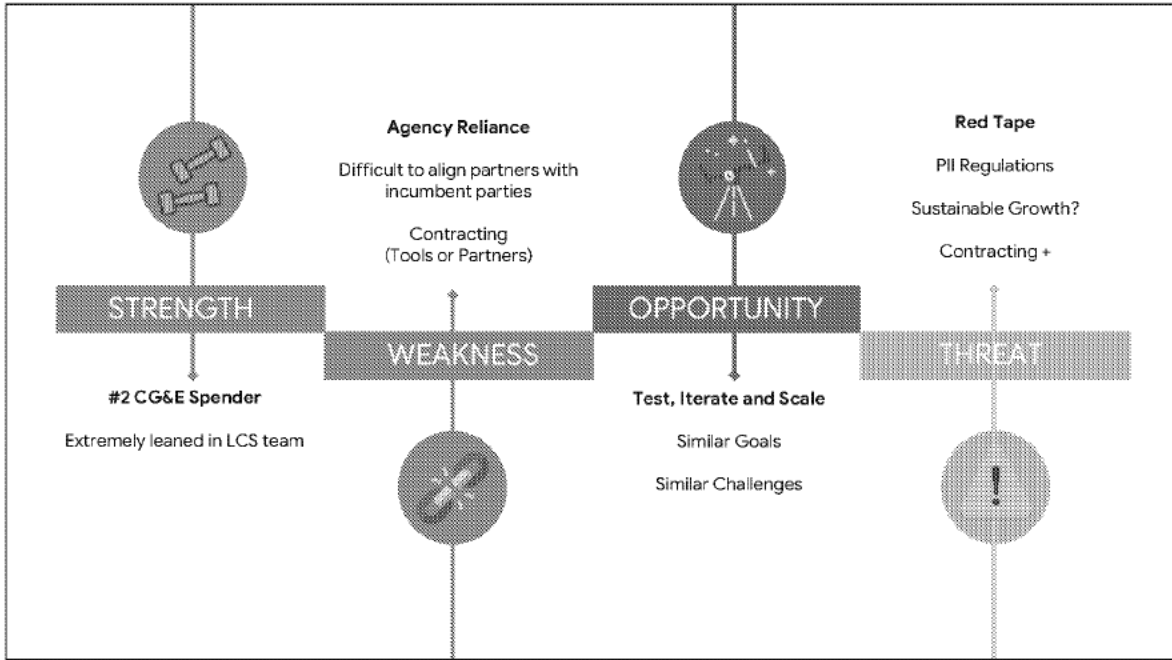 STRENGTH
#2 CG&E Spender
Extremely leaned in LCS team
Agency Reliance
Difficult to align partners with
incumbent parties
Contracting
(Tools or Partners)
WEAKNESS
OPPORTUNITY
Test, Iterate and Scale
Similar Goals
Similar Challenges
Red Tape
PII Regulations
Sustainable Growth?
Contracting +
THREAT
!